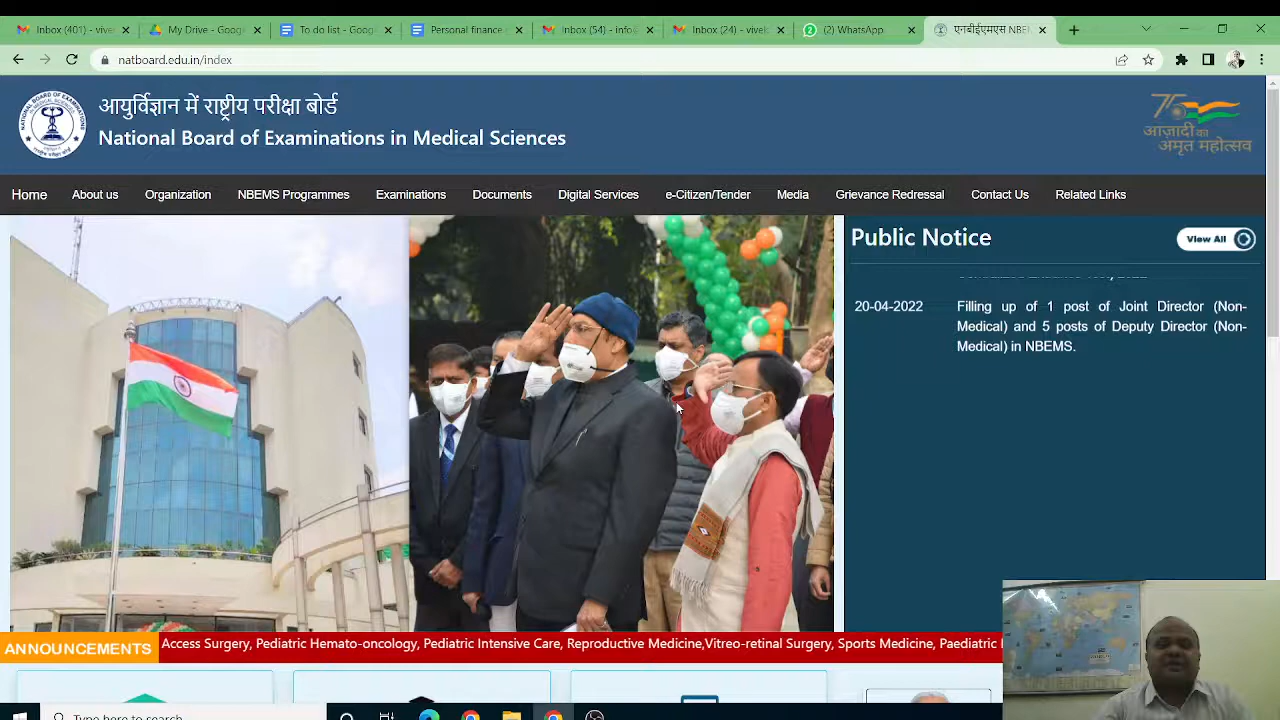 Inbox (401) - vive
My Drive - Googl
To do list - Googl
Personal finance
Inbox (54) - info@
Inbox (24) - vivek
(2) WhatsApp
एनबीईएमएस NBE
natboard.edu.in/index
आयुर्विज्ञान में राष्ट्रीय परीक्षा बोर्ड
National Board of Examinations in Medical Sciences
आज़ादी का
अमृत महोत्सव
Home About us Organization NBEMS Programmes Examinations Documents Digital Services e-Citizen/Tender Media Grievance Redressal Contact Us Related Links
Public Notice
View All
20-04-2022 Filling up of 1 post of Joint Director (Non-
Medical) and 5 posts of Deputy Director (Non-
Medical) in NBEMS.
ANNOUNCEMENTS Access Surgery, Pediatric Hemato-oncology, Pediatric Intensive Care, Reproductive Medicine,Vitreo-retinal Surgery, Sports Medicine, Paediatric
Type here to search